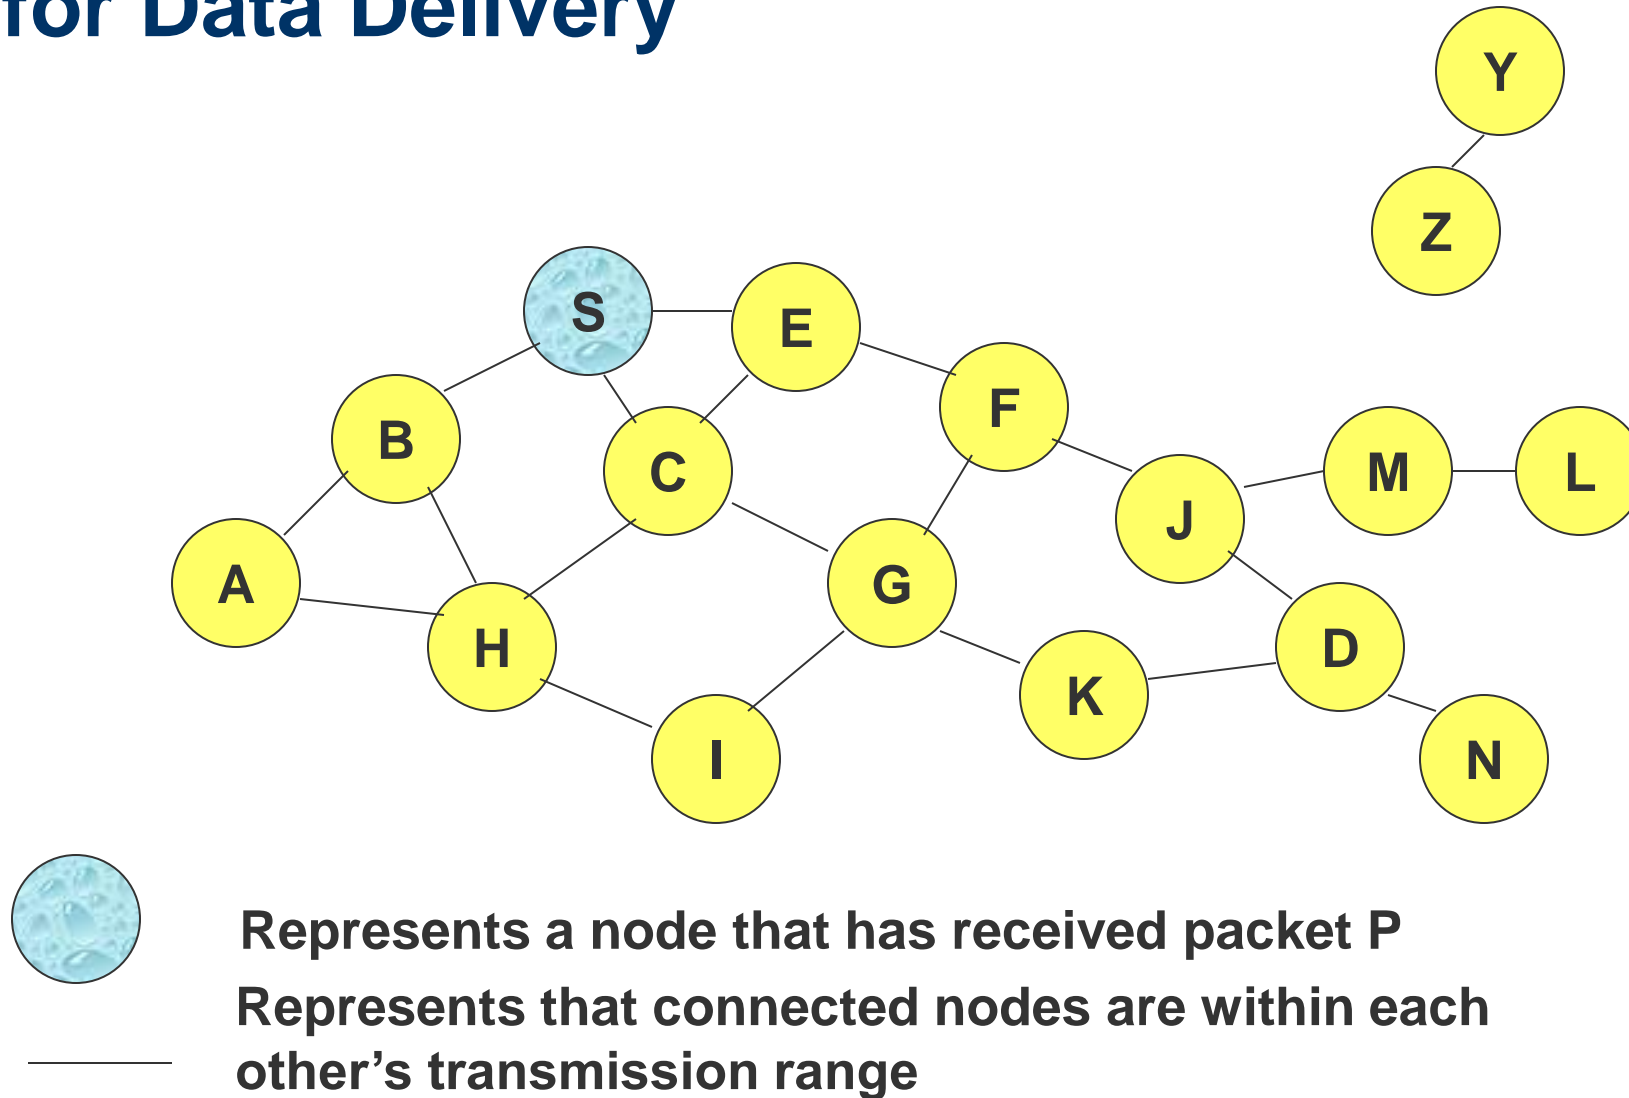 for Data Delivery
Y
Z
S
E
F
B
C
M
L
J
A
G
H
D
K
I
N
Represents a node that has received packet P
Represents that connected nodes are within each
other’s transmission range